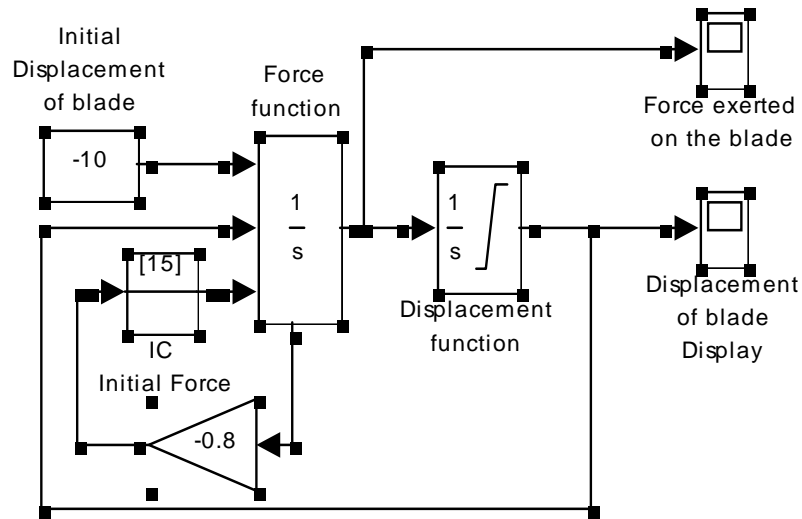 Initial
Displacement
of blade
-10
Force
function
1
s
[15]
IC
Initial Force
-0.8
1
s
Displacement
function
Force exerted
on the blade
Displacement
of blade
Display